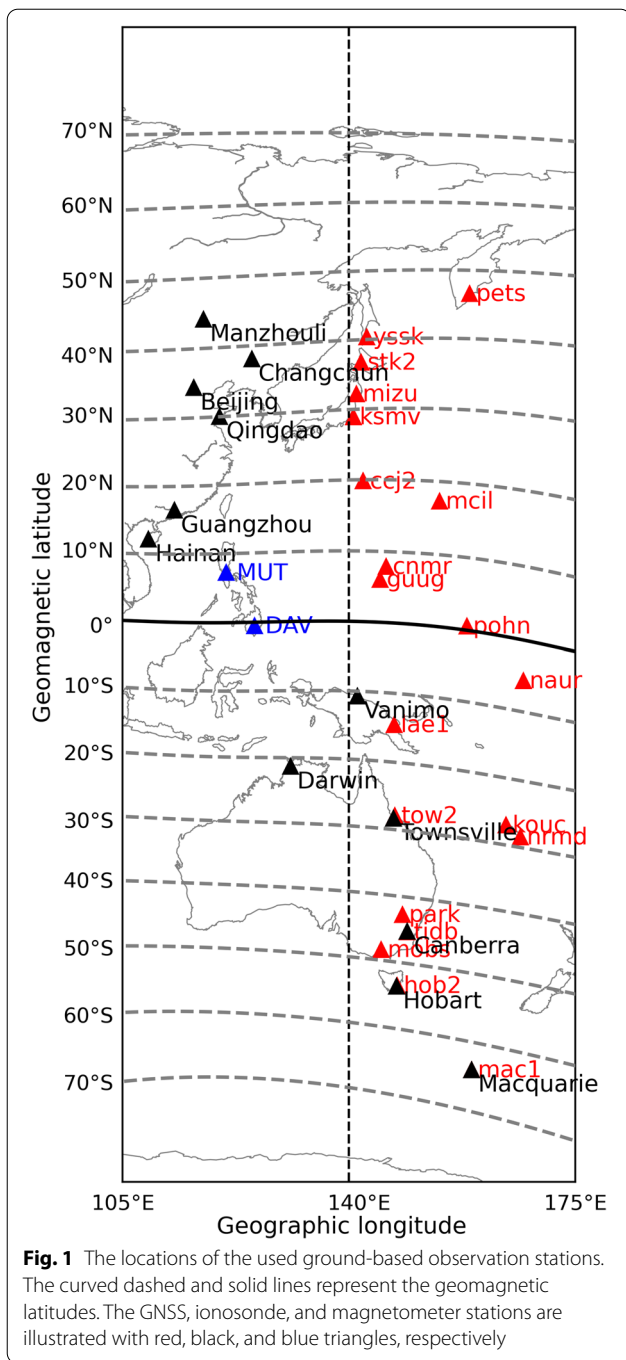 70°N
60°N
50°N
pets
Manzhouli
yssk
40°N
stk2
Changchun
Beijing
mizu
30°N
ksmv
Qingdao
20°N
ccj2
mcil
Guangzhou
10°N
Hainan
MUT
cnmr
guug
0°
DAV
pohn
Geomagnetic latitude
10°S
naur
Vanimo
lae1
20°S
Darwin
30°S
tow2
Townsville
kouc
nrmd
40°S
park
tidb
50°S
mobs
Canberra
hob2
Hobart
60°S
mac1
70°S
Macquarie
105°E 140°E 175°E
Geographic longitude
Fig. 1 The locations of the used ground-based observation stations.
The curved dashed and solid lines represent the geomagnetic
latitudes. The GNSS, ionosonde, and magnetometer stations are
illustrated with red, black, and blue triangles, respectively